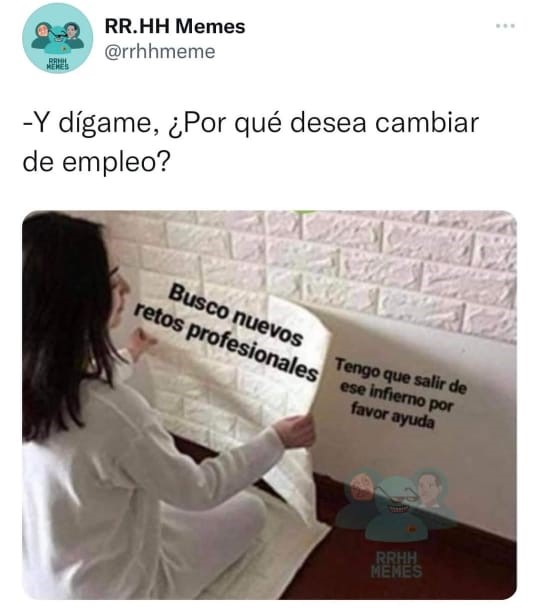 RR.HH Memes
@rrhhmeme
RRHH
MEMES
-Y dígame, ¿Por qué desea cambiar
de empleo?
Busco nuevos
retos profesionales
Tengo que salir de
ese infierno por
favor ayuda
RRHH
MEMES